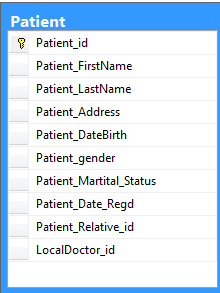 Patient
Patient_id
Patient_FirstName
Patient_LastName
Patient_Address
Patient_DateBirth
Patient_gender
Patient_Martital_Status
Patient_Date_Regd
Patient_Relative_id
LocalDoctor_id